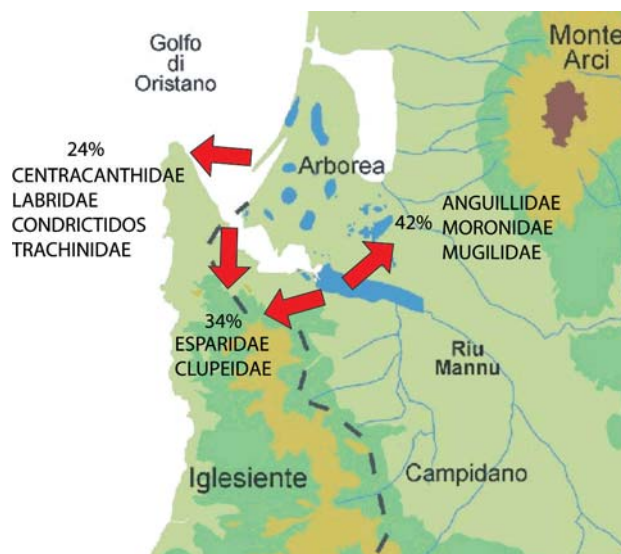 Golfo
di
Oristano
Monte
Arci
24%
CENTRACANTHIDAE
LABRIDAE
CONDRICTIDOS
TRACHINIDAE
Arborea
42%
ANGUILLIDAE
MORONIDAE
MUGILIDAE
34%
ESPARIDAE
CLUPEIDAE
Riu
Mannu
Iglesiente
Campidano